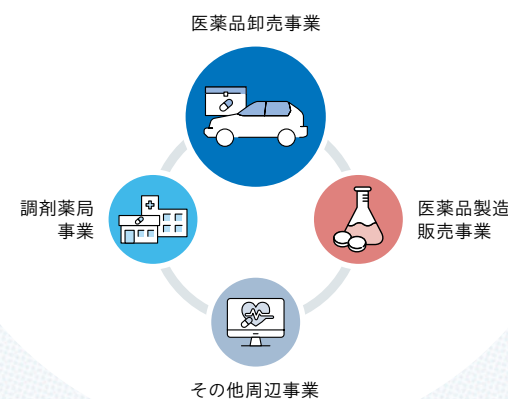 医薬品卸売事業
調剤薬局
事業
医薬品製造
販売事業
その他周辺事業